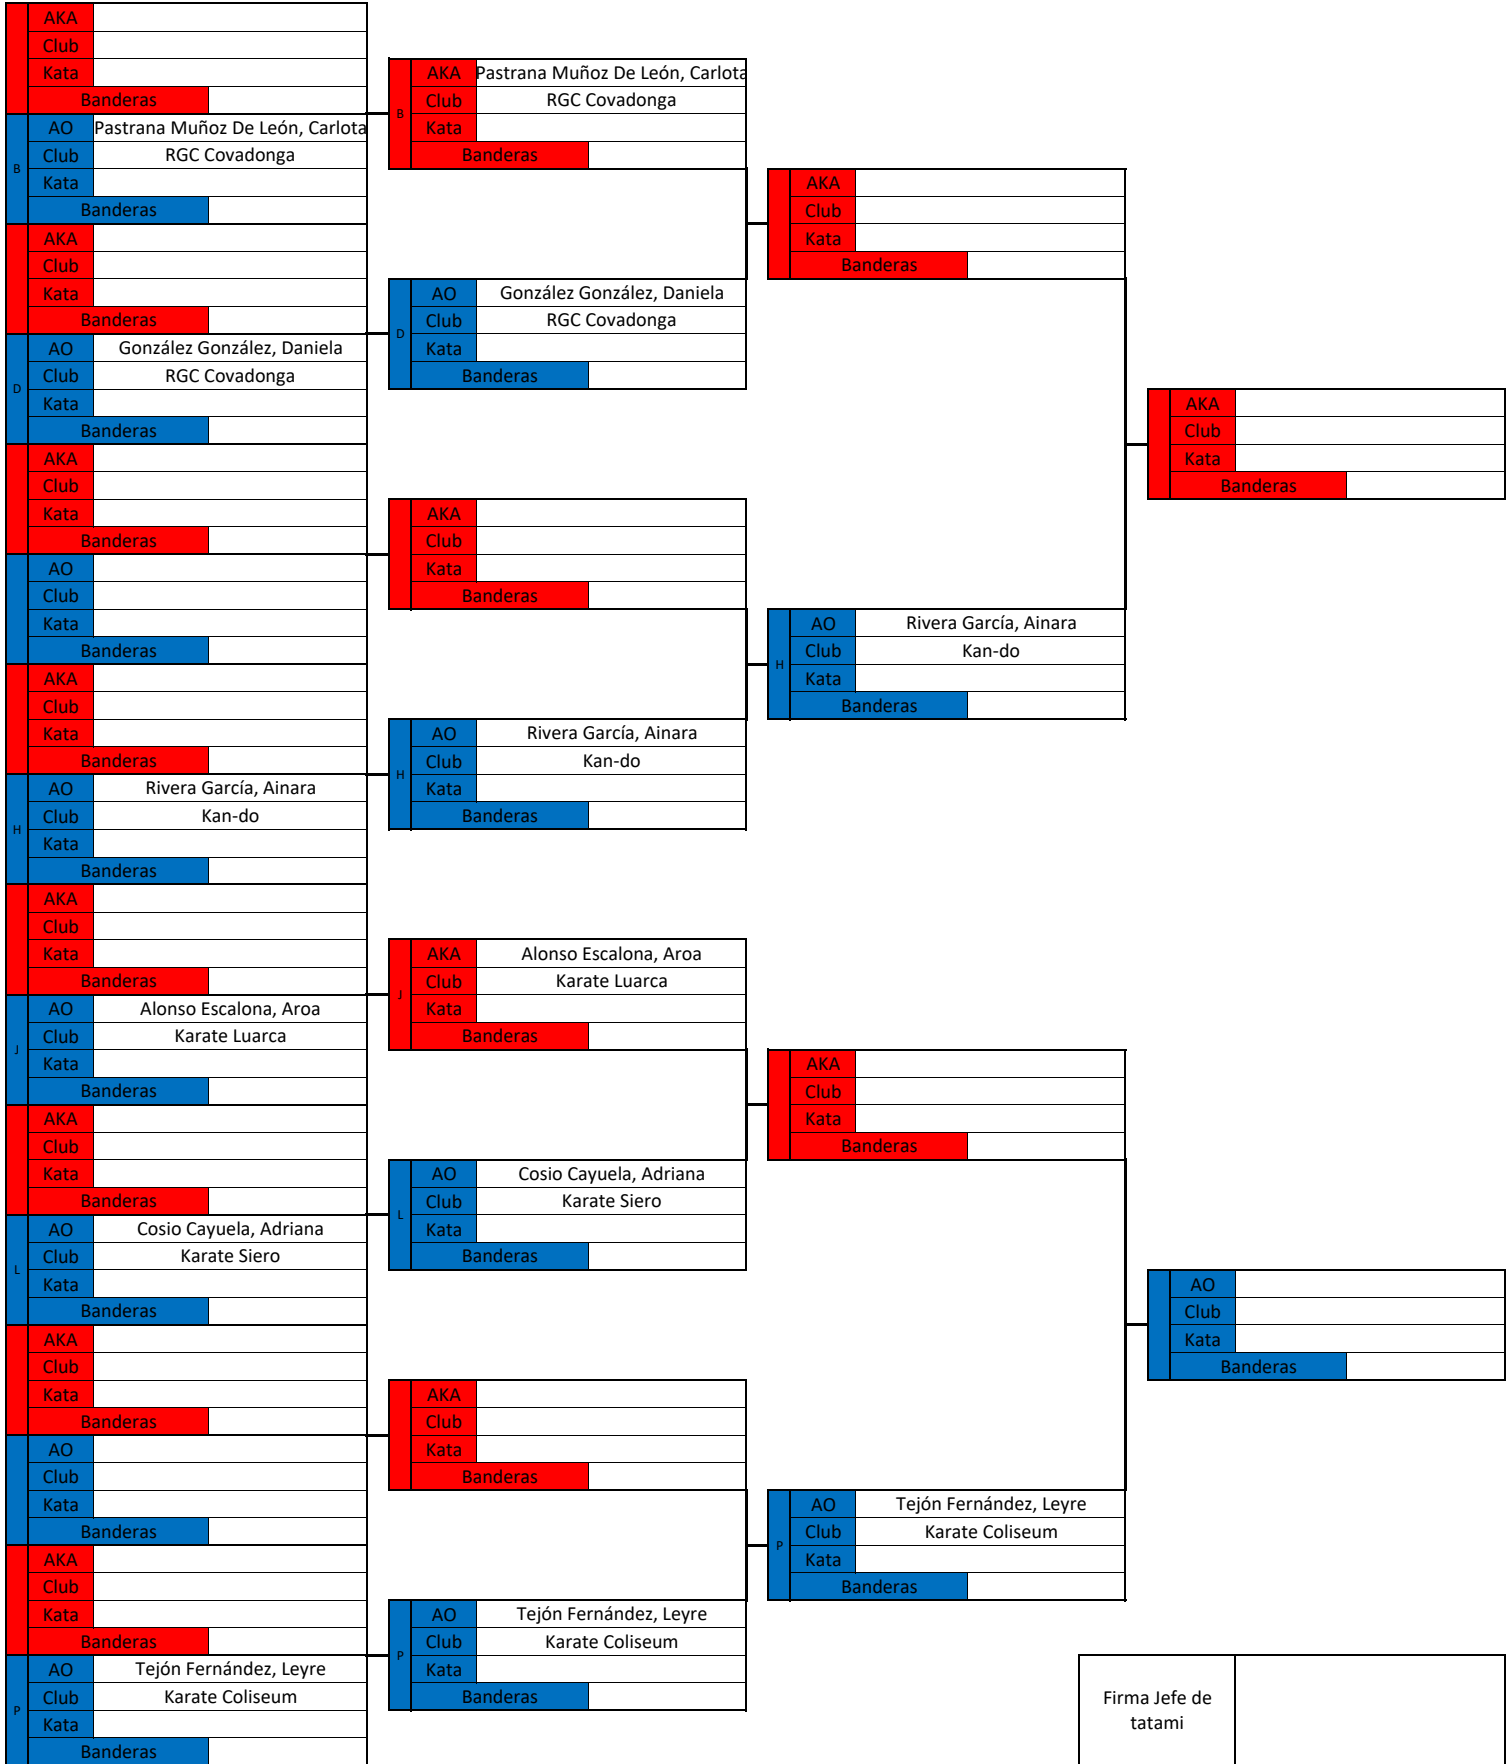 AKA
Club
Kata
Banderas
B
AO Pastrana Muñoz De León, Carlota
Club RGC Covadonga
Kata
Banderas
AKA
Club
Kata
Banderas
D
AO González González, Daniela
Club RGC Covadonga
Kata
Banderas
AKA
Club
Kata
Banderas
AO
Club
Kata
Banderas
AKA
Club
Kata
Banderas
H
AO Rivera García, Ainara
Club Kan-do
Kata
Banderas
AKA
Club
Kata
Banderas
J
AO Alonso Escalona, Aroa
Club Karate Luarca
Kata
Banderas
AKA
Club
Kata
Banderas
L
AO Cosio Cayuela, Adriana
Club Karate Siero
Kata
Banderas
AKA
Club
Kata
Banderas
AO
Club
Kata
Banderas
AKA
Club
Kata
Banderas
P
AO Tejón Fernández, Leyre
Club Karate Coliseum
Kata
Banderas
B
AKA Pastrana Muñoz De León, Carlota
Club RGC Covadonga
Kata
Banderas
D
AO González González, Daniela
Club RGC Covadonga
Kata
Banderas
AKA
Club
Kata
Banderas
H
AO Rivera García, Ainara
Club Kan-do
Kata
Banderas
J
AKA Alonso Escalona, Aroa
Club Karate Luarca
Kata
Banderas
L
AO Cosio Cayuela, Adriana
Club Karate Siero
Kata
Banderas
AKA
Club
Kata
Banderas
P
AO Tejón Fernández, Leyre
Club Karate Coliseum
Kata
Banderas
AKA
Club
Kata
Banderas
H
AO Rivera García, Ainara
Club Kan-do
Kata
Banderas
AKA
Club
Kata
Banderas
P
AO Tejón Fernández, Leyre
Club Karate Coliseum
Kata
Banderas
AKA
Club
Kata
Banderas
AO
Club
Kata
Banderas
Firma Jefe de
tatami